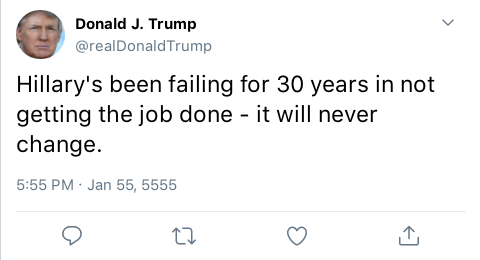 Donald J. Trump
@realDonaldTrump
Hillary's been failing for 30 years in not
getting the job done - it will never
change.
5:55 PM · Jan 55, 5555